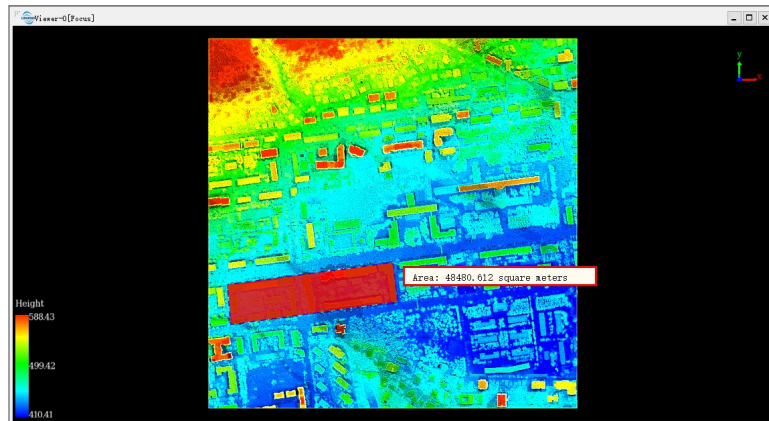 Viewer-0[Focus]
y
x
Area: 48480.612 square meters
Height
588.43
499.42
410.41